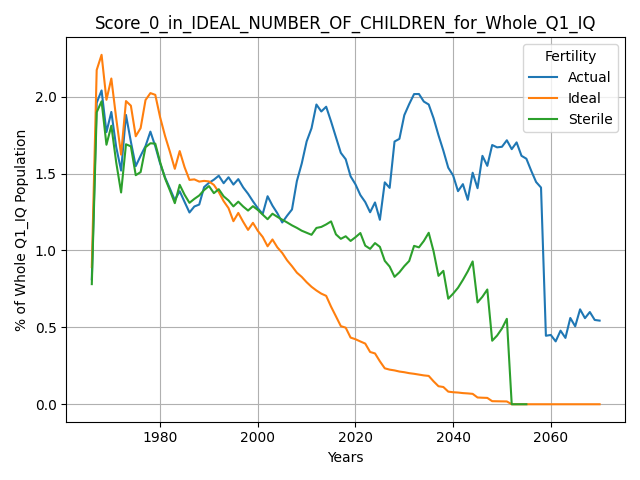 Score_0_in_IDEAL_NUMBER_OF_CHILDREN_for_Whole_Q1_IQ
Fertility
Actual
Ideal
Sterile
% of Whole Q1_IQ Population
2.0
1.5
1.0
0.5
0.0
1980 2000 2020 2040 2060
Years